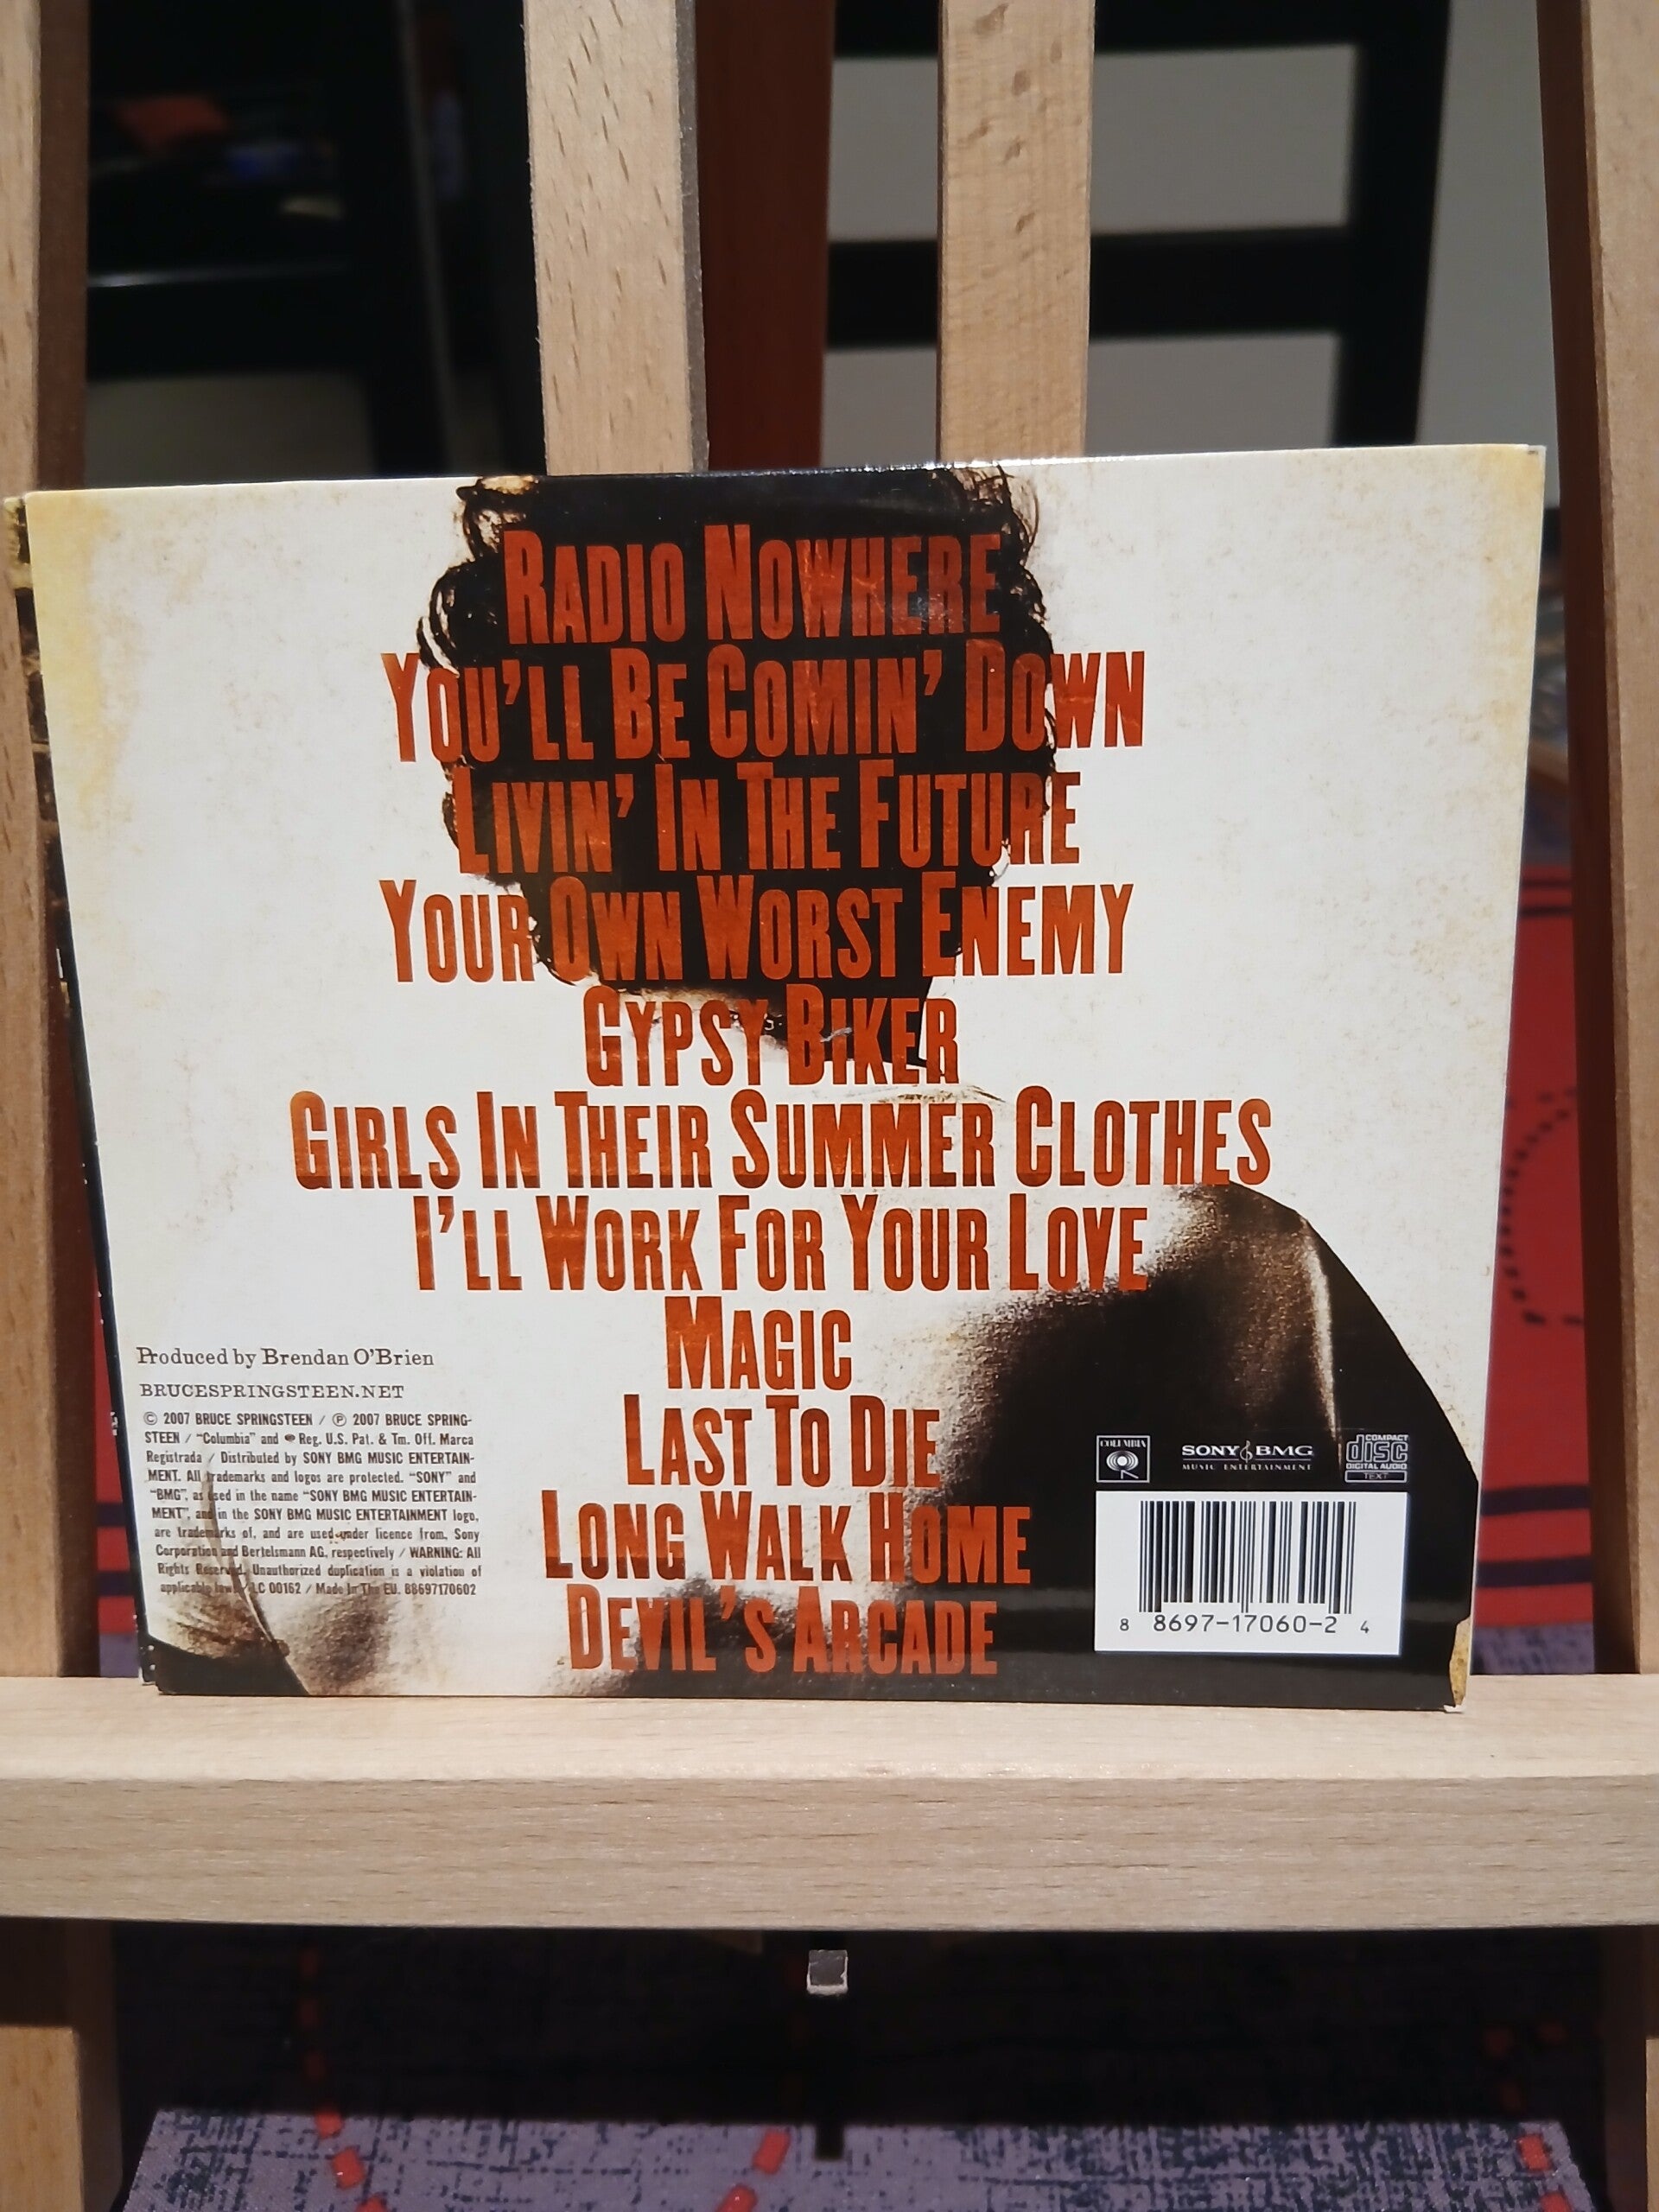 RADIO NOWHERE
YOU'LL BE COMIN' DOWN
LIVIN' IN THE FUTURE
YOUR OWN WORST ENEMY
GYPSY BIKER
GIRLS IN THEIR SUMMER CLOTHES
I'LL WORK FOR YOUR LOVE
MAGIC
LAST TO DIE
LONG WALK HOME
DEVIL'S ARCADE
Produced by Brendan O'Brien
BRUCESPRINGSTEEN.NET
© 2007 BRUCE SPRINGSTEEN / ℗ 2007 BRUCE SPRING-
STEEN / "Columbia" and Reg. U.S. Pat. & Tm. Off. Marca
Registrada / Distributed by SONY BMG MUSIC ENTERTAIN-
MENT. All trademarks and logos are protected. "SONY" and
"BMG", as used in the name "SONY BMG MUSIC ENTERTAIN-
MENT", and in the SONY BMG MUSIC ENTERTAINMENT logo,
are trademarks of, and are used under licence from, Sony
Corporation and Bertelsmann AG, respectively / WARNING: All
Rights Reserved. Unauthorized duplication is a violation of
applicable laws / LC 00162 / Made In The EU. 88697170602
COLUMBIA
SONY BMG
MUSIC ENTERTAINMENT
COMPACT
disc
DIGITAL AUDIO
TEXT
8 8697-17060-2 4